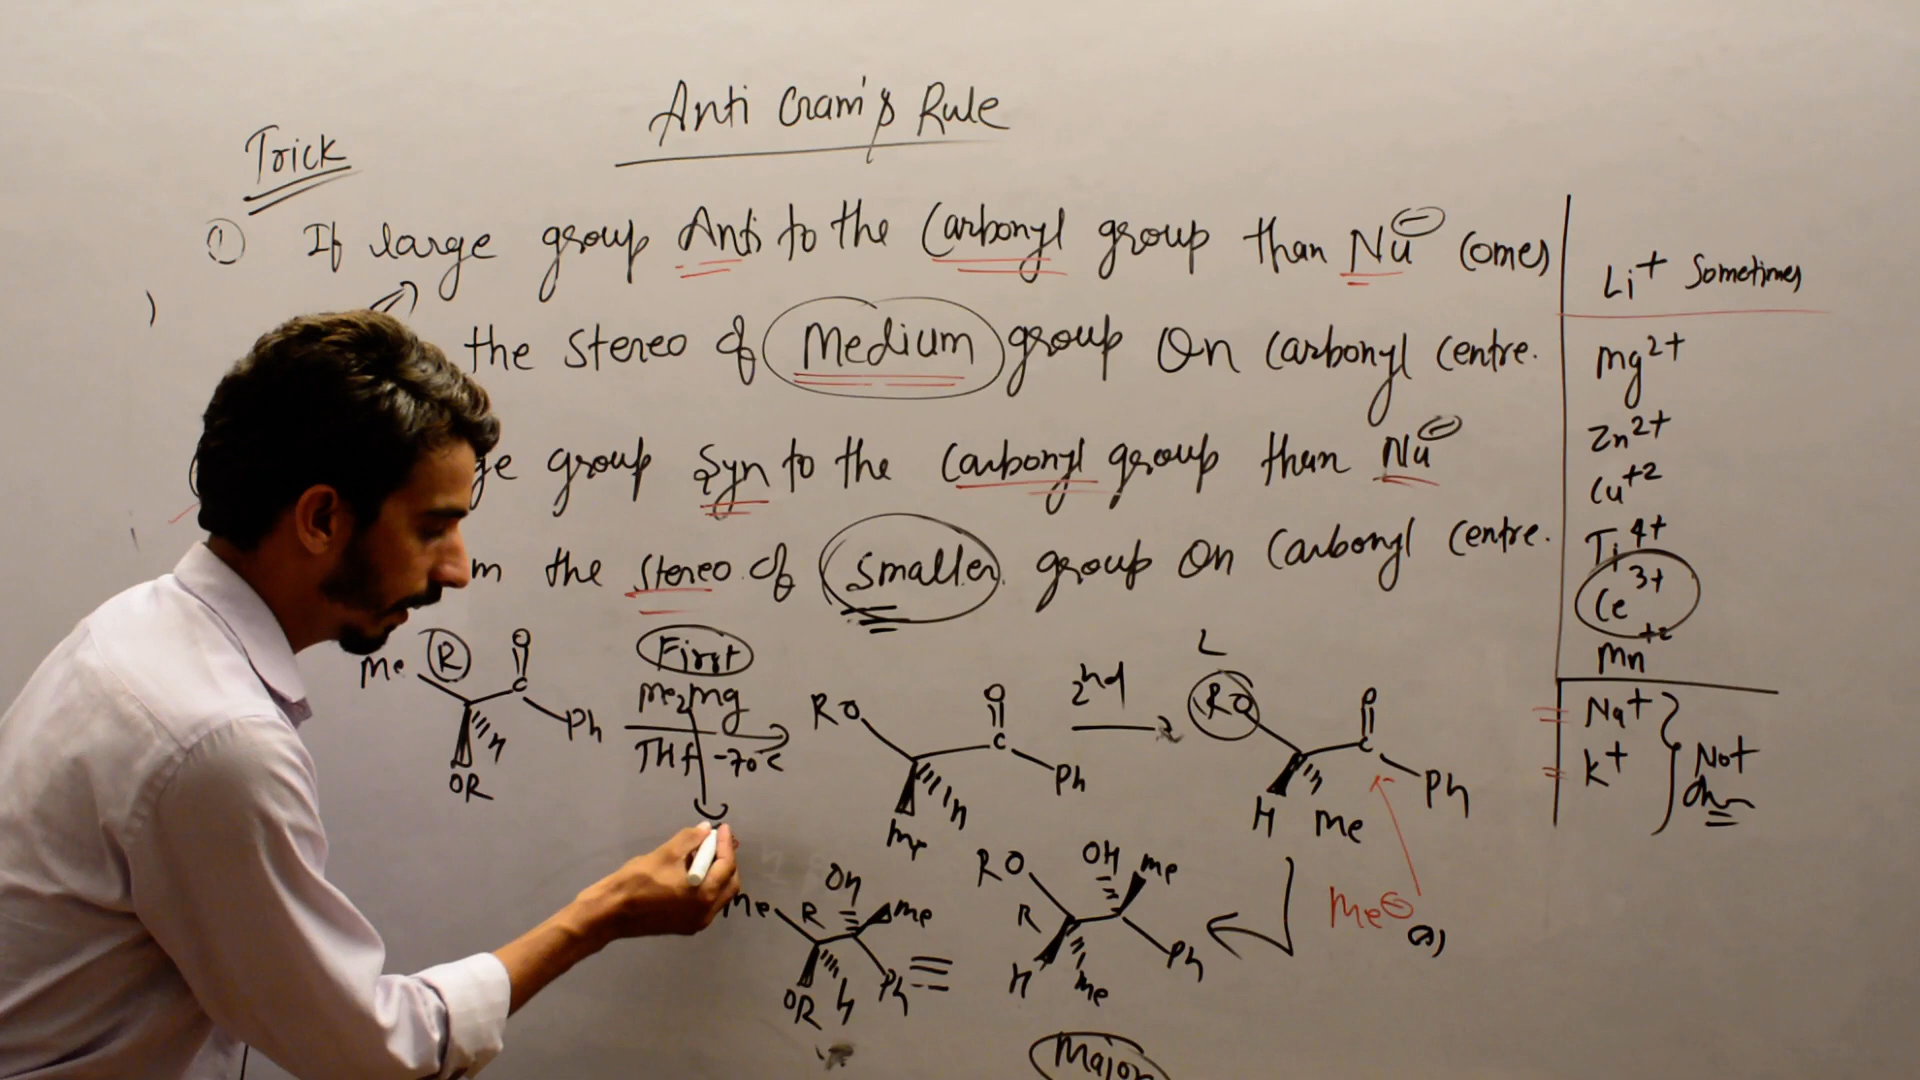 Anti Cram's Rule
Trick
① If large group Anti to the Carbonyl group than Nu⊖ comes
the stereo of Medium group On Carbonyl Centre.
ge group Syn to the Carbonyl group than Nu⊖
m the stereo of Smaller group On Carbonyl Centre.
Li+ Sometimes
Mg2+
Zn2+
Cu+2
Ti4+
Ce3+
Mn+2
Na+
K+
Not
Me R O
C
Ph
H
OR
First
Me2Mg
THF -70°C
RO O
C
Ph
H
Me
2nd
L
RO O
C
Ph
H Me
Me⊖
OH
Me R Me
OR H Ph
≡
RO OH Me
R
H Me Ph
Major